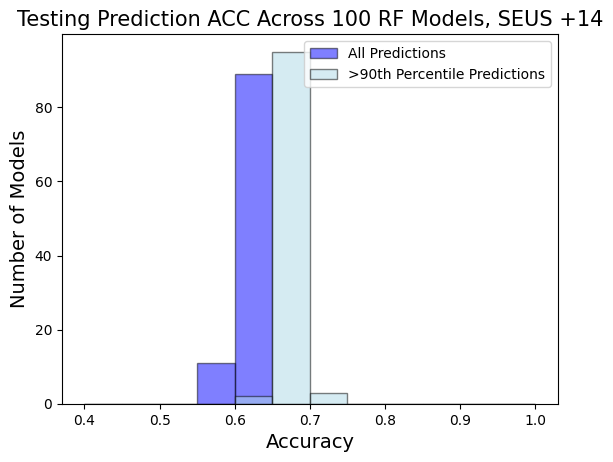 Testing Prediction ACC Across 100 RF Models, SEUS +14
All Predictions
>90th Percentile Predictions
Number of Models
80
60
40
20
0
0.4 0.5 0.6 0.7 0.8 0.9 1.0
Accuracy